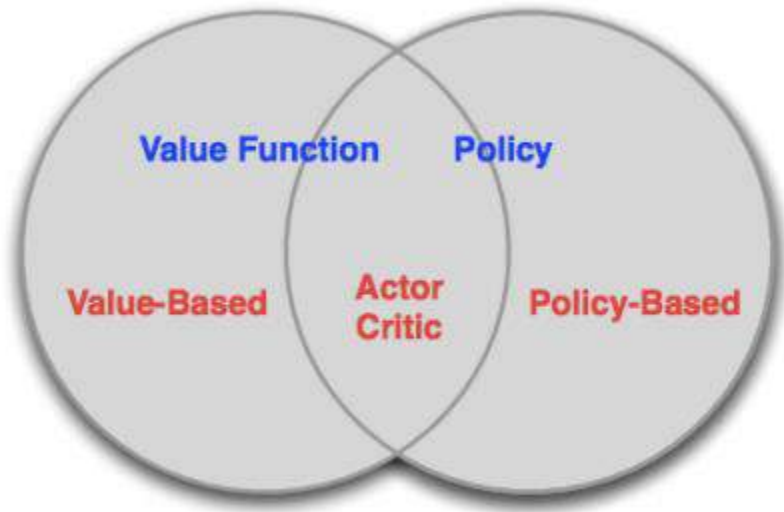 Value Function
Policy
Value-Based
Actor
Critic
Policy-Based